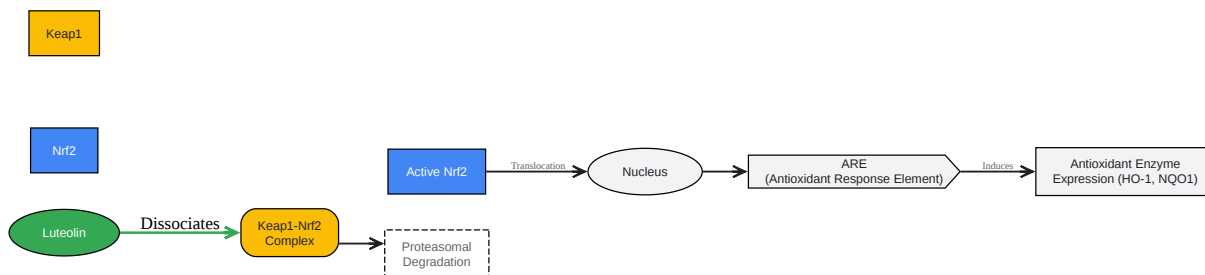 Keap1
Nrf2
Active Nrf2
Translocation
Nucleus
ARE
(Antioxidant Response Element)
Induces
Antioxidant Enzyme
Expression (HO-1, NQO1)
Luteolin
Dissociates
Keap1-Nrf2
Complex
Proteasomal
Degradation